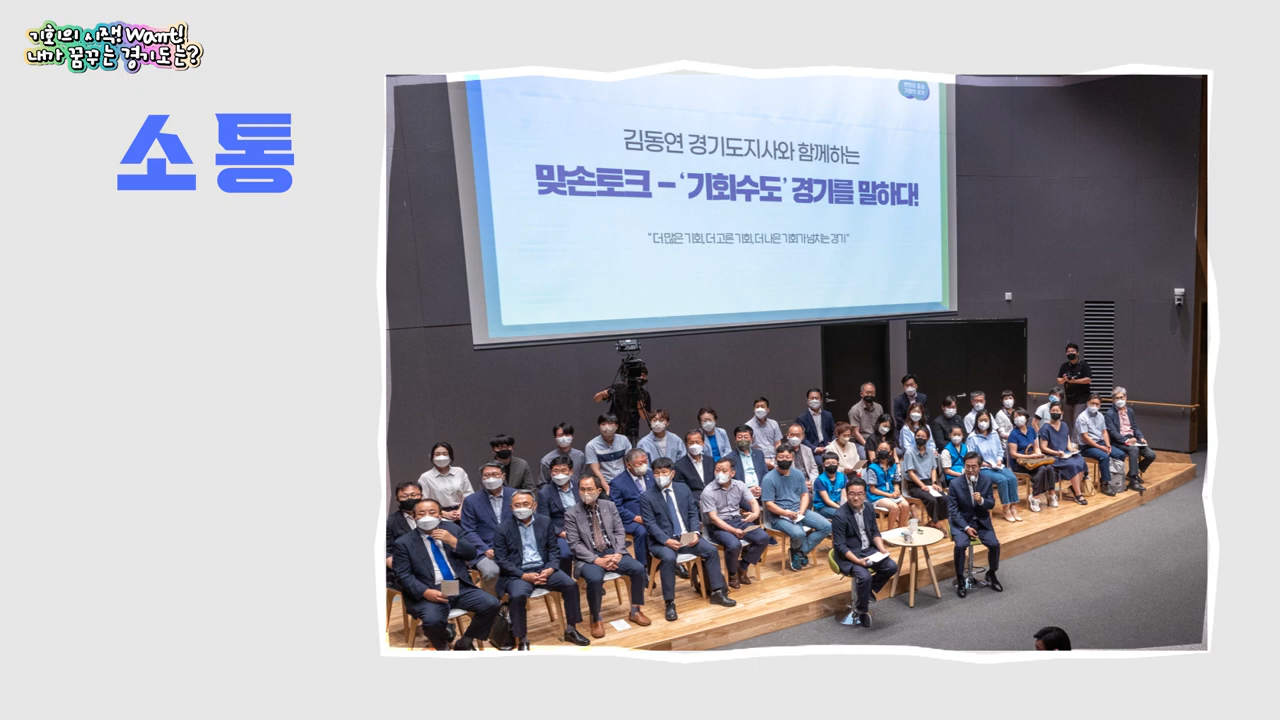 기회의 시작! Want!
내가 꿈꾸는 경기도는?
소통
김동연 경기도지사와 함께하는
맞손토크 - '기회수도' 경기를 말하다!
"더 많은 기회, 더 고른 기회, 더 나은 기회가 넘치는 경기"